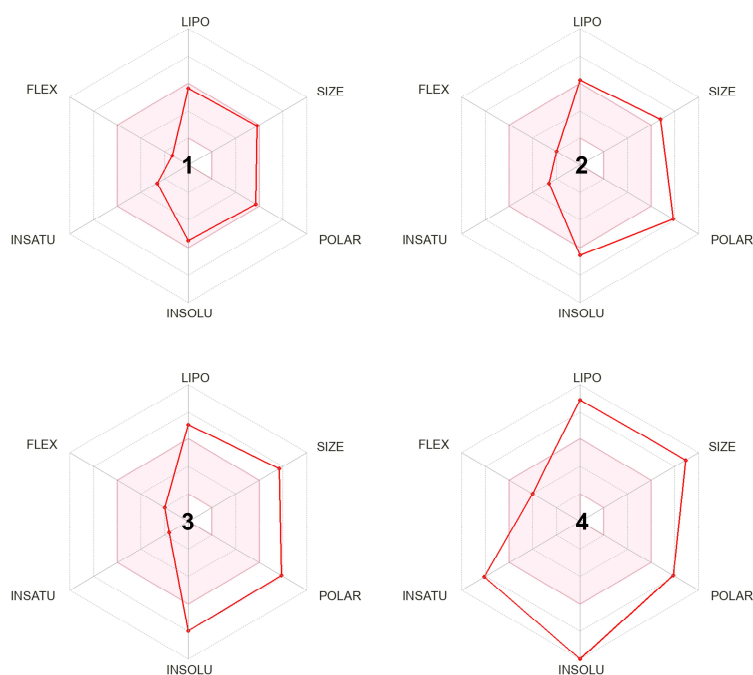 LIPO
FLEX
SIZE
1
INSATU
POLAR
INSOLU
LIPO
FLEX
SIZE
2
INSATU
POLAR
INSOLU
LIPO
FLEX
SIZE
3
INSATU
POLAR
INSOLU
LIPO
FLEX
SIZE
4
INSATU
POLAR
INSOLU